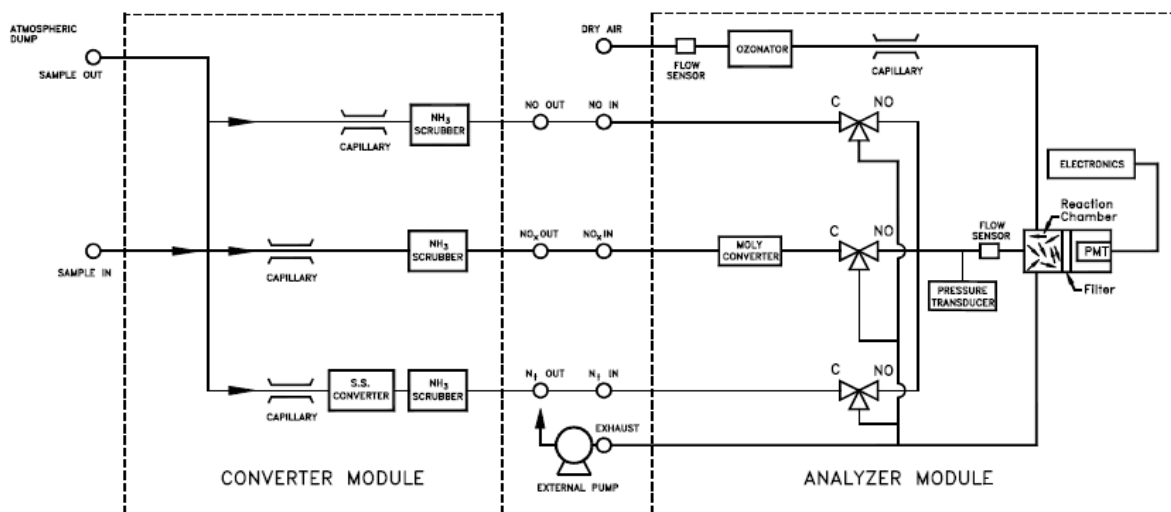 ATMOSPHERIC
DUMP
SAMPLE OUT
DRY AIR
FLOW
SENSOR
OZONATOR
CAPILLARY
CAPILLARY
NH3
SCRUBBER
NO OUT
NO IN
C
NO
ELECTRONICS
Reaction
Chamber
SAMPLE IN
CAPILLARY
NH3
SCRUBBER
NOx OUT
NOx IN
MOLY
CONVERTER
C
NO
FLOW
SENSOR
PMT
PRESSURE
TRANSDUCER
Filter
CAPILLARY
S.S.
CONVERTER
NH3
SCRUBBER
Nt OUT
Nt IN
C
NO
EXHAUST
EXTERNAL PUMP
CONVERTER MODULE
ANALYZER MODULE